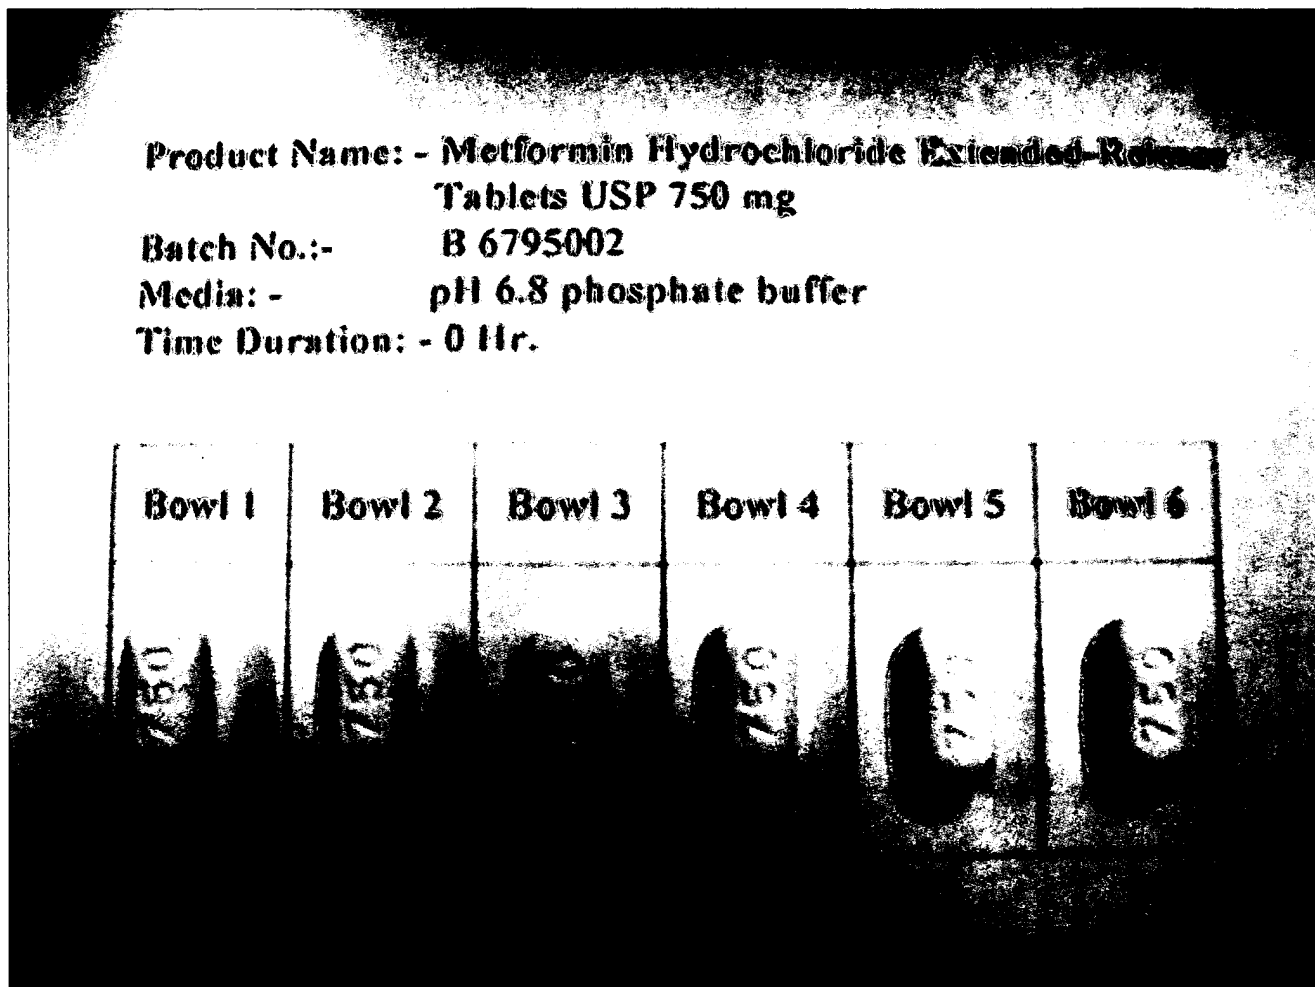 Product Name: - Metformin Hydrochloride Extended-Release
Tablets USP 750 mg
Batch No.:- B 6795002
Media: - pH 6.8 phosphate buffer
Time Duration: - 0 Hr.
Bowl 1 Bowl 2 Bowl 3 Bowl 4 Bowl 5 Bowl 6
750 750 750 750 750